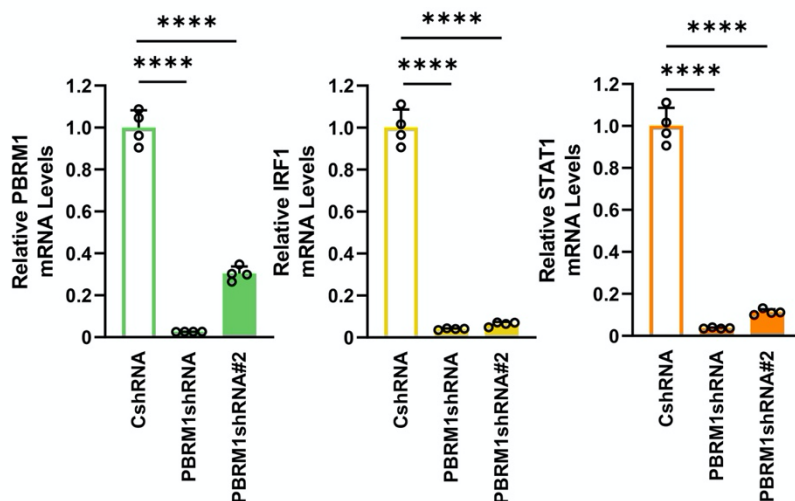 ****
****
1.2
1.0
0.8
0.6
0.4
0.2
0
Relative PBRM1
mRNA Levels
CshRNA
PBRM1shRNA
PBRM1shRNA#2
****
****
1.2
1.0
0.8
0.6
0.4
0.2
0
Relative IRF1
mRNA Levels
CshRNA
PBRM1shRNA
PBRM1shRNA#2
****
****
1.2
1.0
0.8
0.6
0.4
0.2
0
Relative STAT1
mRNA Levels
CshRNA
PBRM1shRNA
PBRM1shRNA#2